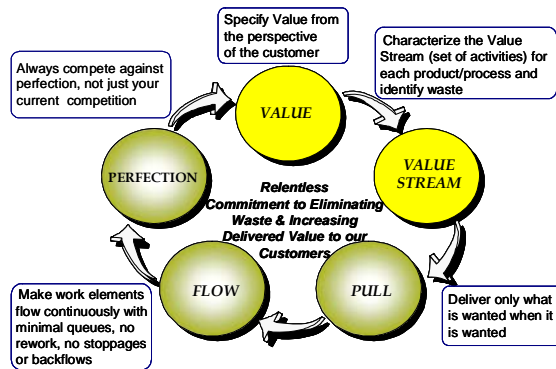 Specify Value from
the perspective
of the customer
Characterize the Value
Stream (set of activities) for
each product/process and
identify waste
Always compete against
perfection, not just your
current competition
VALUE
VALUE
STREAM
PERFECTION
Relentless
Commitment to Eliminating
Waste & Increasing
Delivered Value to our
Customers
FLOW
PULL
Make work elements
flow continuously with
minimal queues, no
rework, no stoppages
or backflows
Deliver only what
is wanted when it
is wanted